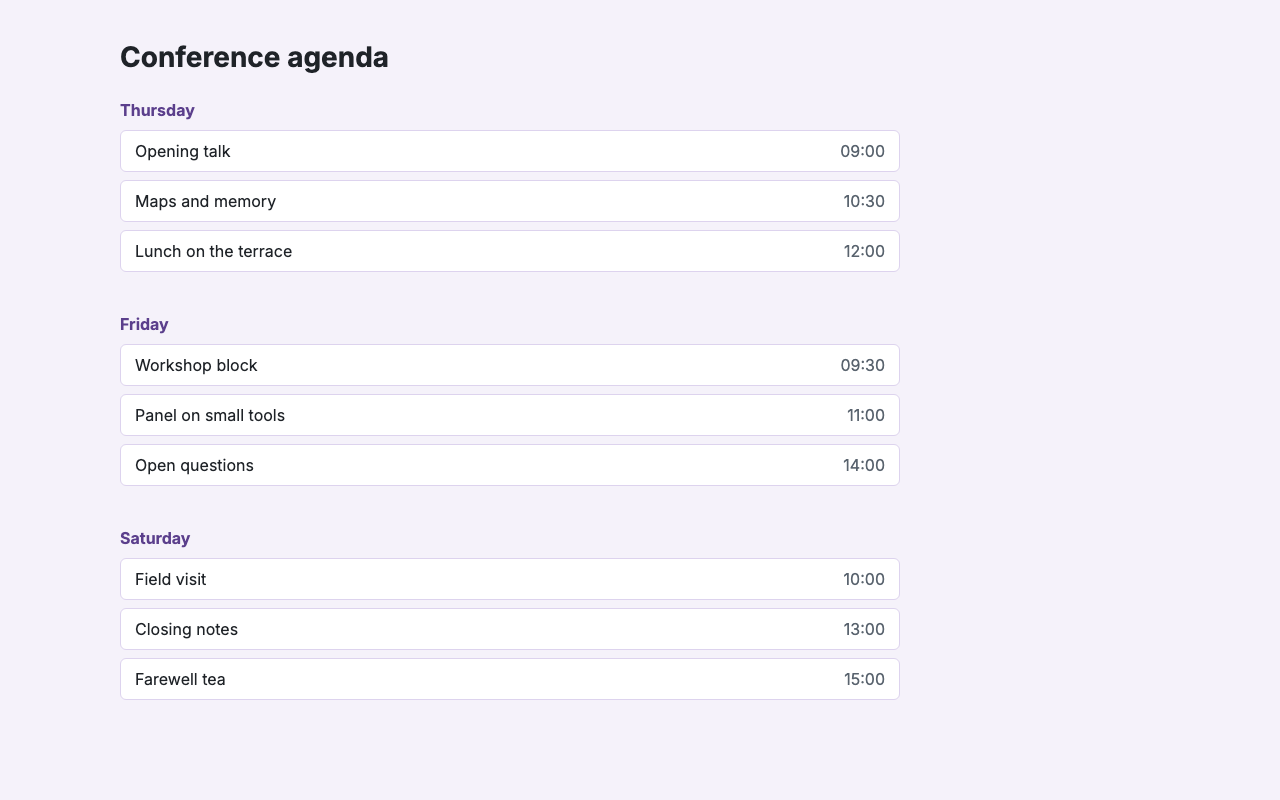 Conference agenda
Thursday
Opening talk 09:00
Maps and memory 10:30
Lunch on the terrace 12:00
Friday
Workshop block 09:30
Panel on small tools 11:00
Open questions 14:00
Saturday
Field visit 10:00
Closing notes 13:00
Farewell tea 15:00